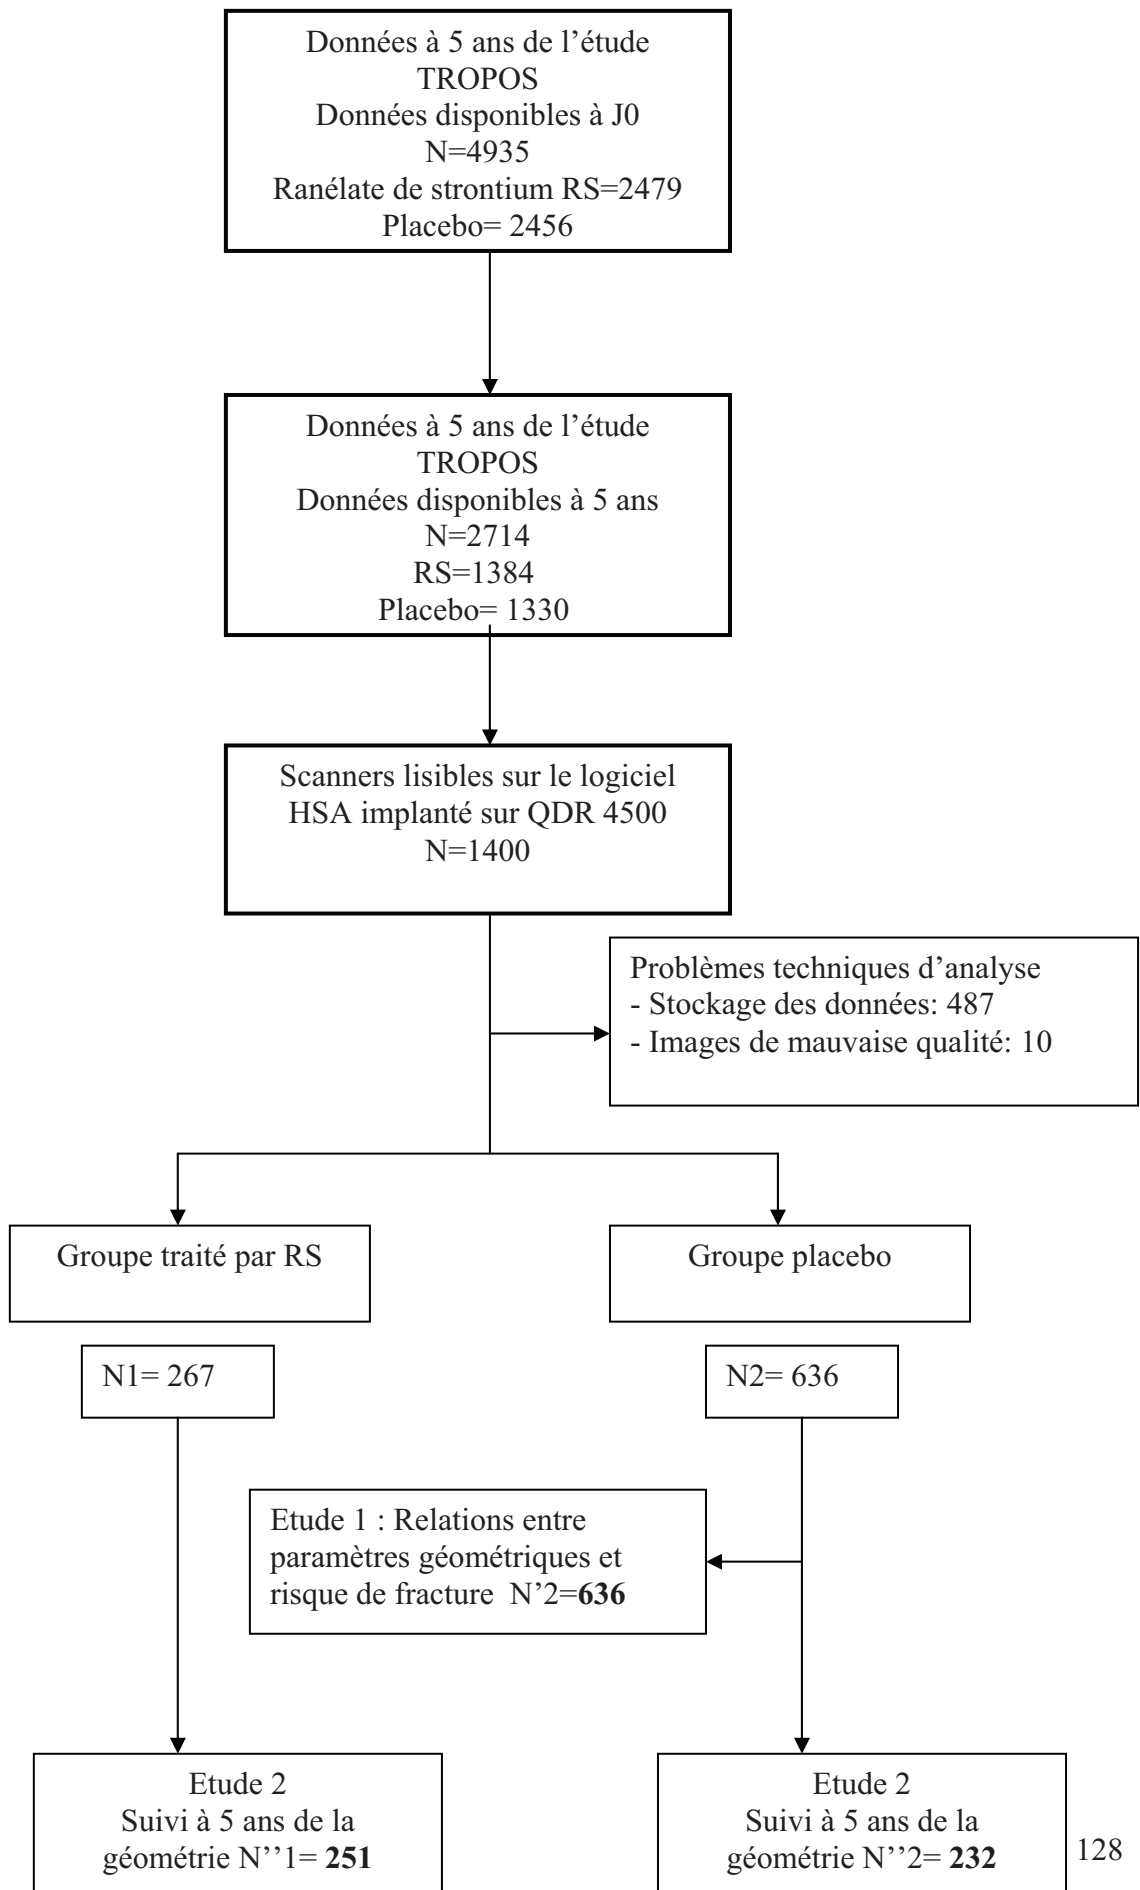 Données à 5 ans de l’étude
TROPOS
Données disponibles à J0
N=4935
Ranélate de strontium RS=2479
Placebo= 2456
Données à 5 ans de l’étude
TROPOS
Données disponibles à 5 ans
N=2714
RS=1384
Placebo= 1330
Scanners lisibles sur le logiciel
HSA implanté sur QDR 4500
N=1400
Problèmes techniques d’analyse
- Stockage des données: 487
- Images de mauvaise qualité: 10
Groupe traité par RS
Groupe placebo
N1= 267
N2= 636
Etude 1 : Relations entre
paramètres géométriques et
risque de fracture  N’2=636
Etude 2
Suivi à 5 ans de la
géométrie N’’1= 251
Etude 2
Suivi à 5 ans de la
géométrie N’’2= 232
128